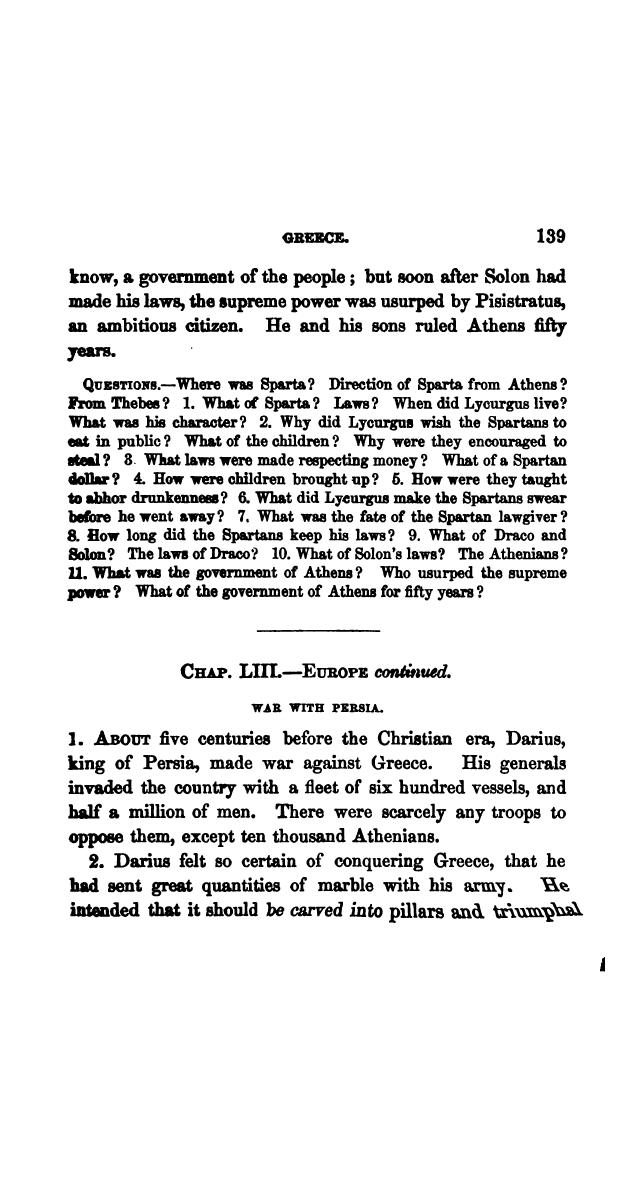 GREECE. 139
know, a government of the people; but soon after Solon had
made his laws, the supreme power was usurped by Pisistratus,
an ambitious citizen. He and his sons ruled Athens fifty
years.
QUESTIONS.—Where was Sparta? Direction of Sparta from Athens?
From Thebes? 1. What of Sparta? Laws? When did Lycurgus live?
What was his character? 2. Why did Lycurgus wish the Spartans to
eat in public? What of the children? Why were they encouraged to
steal? 3. What laws were made respecting money? What of a Spartan
dollar? 4. How were children brought up? 5. How were they taught
to abhor drunkenness? 6. What did Lycurgus make the Spartans swear
before he went away? 7. What was the fate of the Spartan lawgiver?
8. How long did the Spartans keep his laws? 9. What of Draco and
Solon? The laws of Draco? 10. What of Solon's laws? The Athenians?
11. What was the government of Athens? Who usurped the supreme
power? What of the government of Athens for fifty years?
CHAP. LIII.—EUROPE continued.
WAR WITH PERSIA.
1. ABOUT five centuries before the Christian era, Darius,
king of Persia, made war against Greece. His generals
invaded the country with a fleet of six hundred vessels, and
half a million of men. There were scarcely any troops to
oppose them, except ten thousand Athenians.
2. Darius felt so certain of conquering Greece, that he
had sent great quantities of marble with his army. He
intended that it should be carved into pillars and triumphal